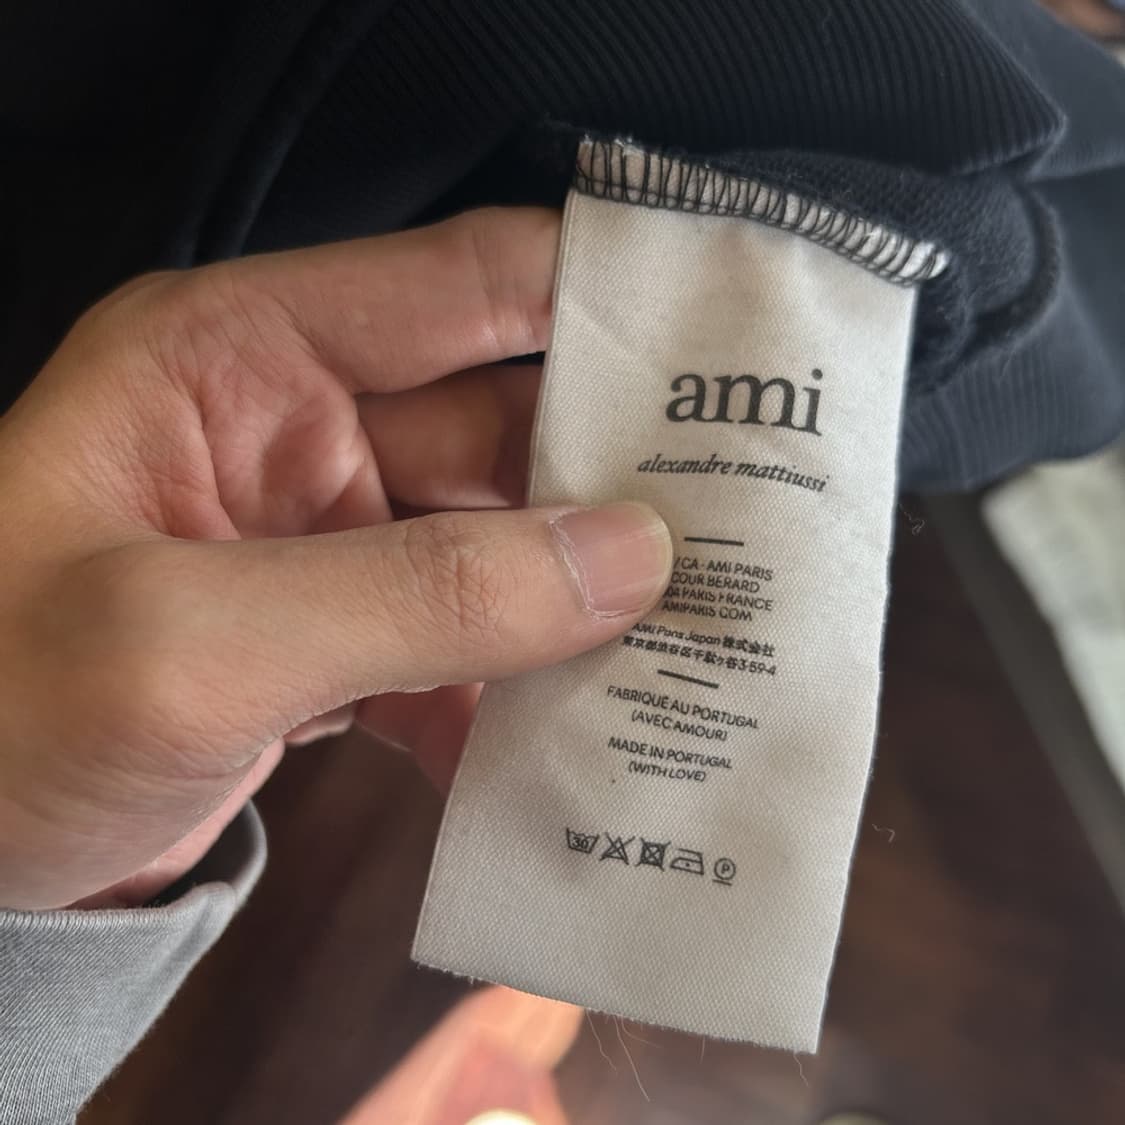 ami
alexandre mattiussi
/CA - AMI PARIS
COUR BERARD
PARIS FRANCE
AMIPARIS.COM
AMI Paris Japan 株式会社
東京都渋谷区千駄ヶ谷3-59-4
FABRIQUÉ AU PORTUGAL
(AVEC AMOUR)
MADE IN PORTUGAL
(WITH LOVE)
30
P